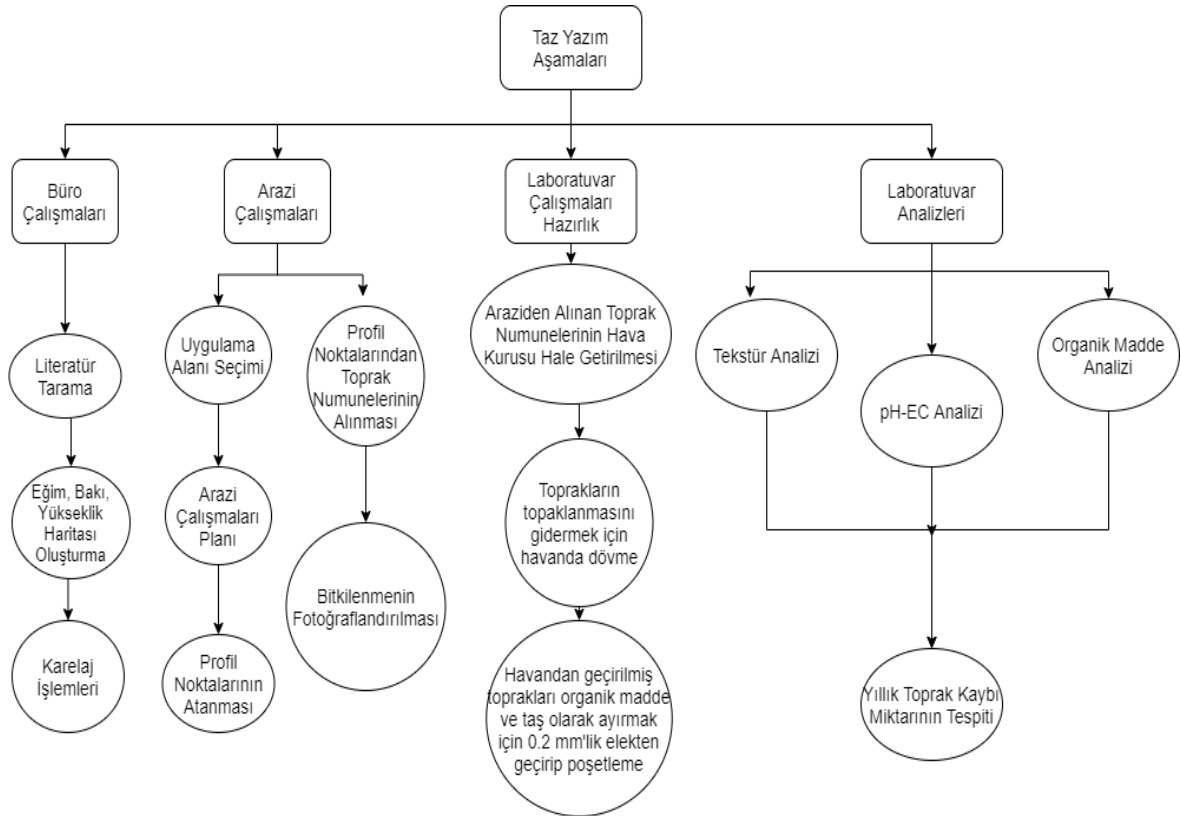 Taz Yazım
Aşamaları
Büro
Çalışmaları
Arazi
Çalışmaları
Laboratuvar
Çalışmaları
Hazırlık
Laboratuvar
Analizleri
Literatür
Tarama
Eğim, Bakı,
Yükseklik
Haritası
Oluşturma
Karelaj
İşlemleri
Uygulama
Alanı Seçimi
Arazi
Çalışmaları
Planı
Profil
Noktalarının
Atanması
Profil
Noktalarından
Toprak
Numunelerinin
Alınması
Bitkilenmenin
Fotoğraflandırılması
Araziden Alınan Toprak
Numunelerinin Hava
Kurusu Hale Getirilmesi
Toprakların
topaklanmasını
gidermek için
havanda dövme
Havandan geçirilmiş
toprakları organik madde
ve taş olarak ayırmak
için 0.2 mm'lik elekten
geçirip poşetleme
Tekstür Analizi
pH-EC Analizi
Organik Madde
Analizi
Yıllık Toprak Kaybı
Miktarının Tespiti